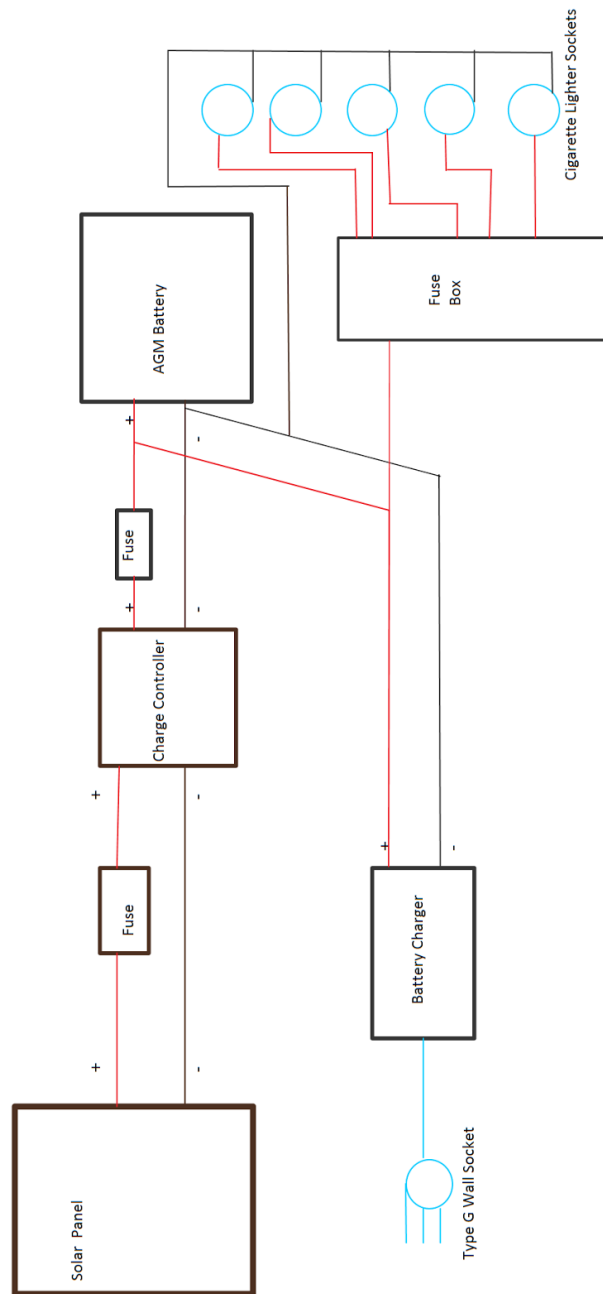 Solar Panel
+
-
Fuse
+
-
Charge Controller
+
-
Fuse
+
-
AGM Battery
Type G Wall Socket
Battery Charger
+
-
Fuse
Box
Cigarette Lighter Sockets